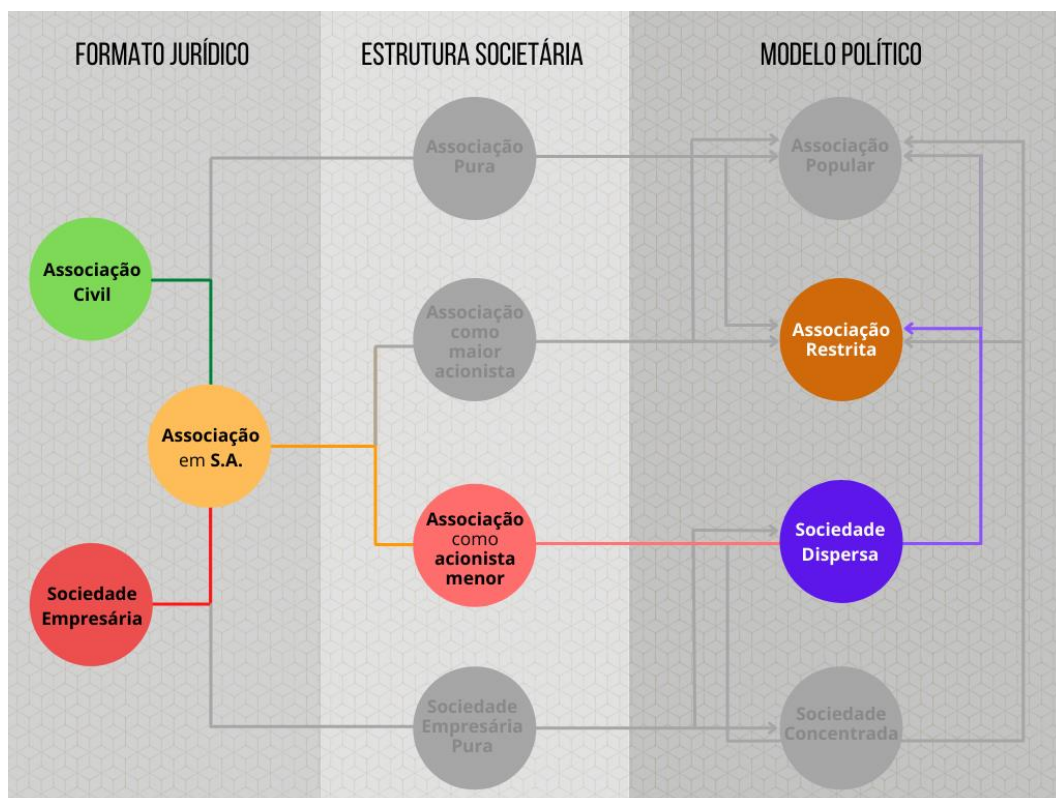 FORMATO JURÍDICO
ESTRUTURA SOCIETÁRIA
MODELO POLÍTICO
Associação
Civil
Associação
em S.A.
Sociedade
Empresária
Associação
Pura
Associação
como
maior
acionista
Associação
como
acionista
menor
Sociedade
Empresária
Pura
Associação
Popular
Associação
Restrita
Sociedade
Dispersa
Sociedade
Concentrada